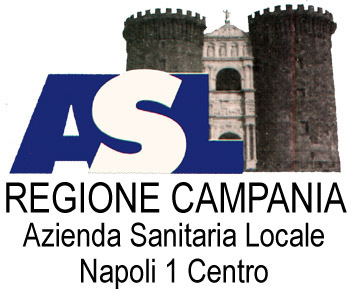 ASL
REGIONE CAMPANIA
Azienda Sanitaria Locale
Napoli 1 Centro